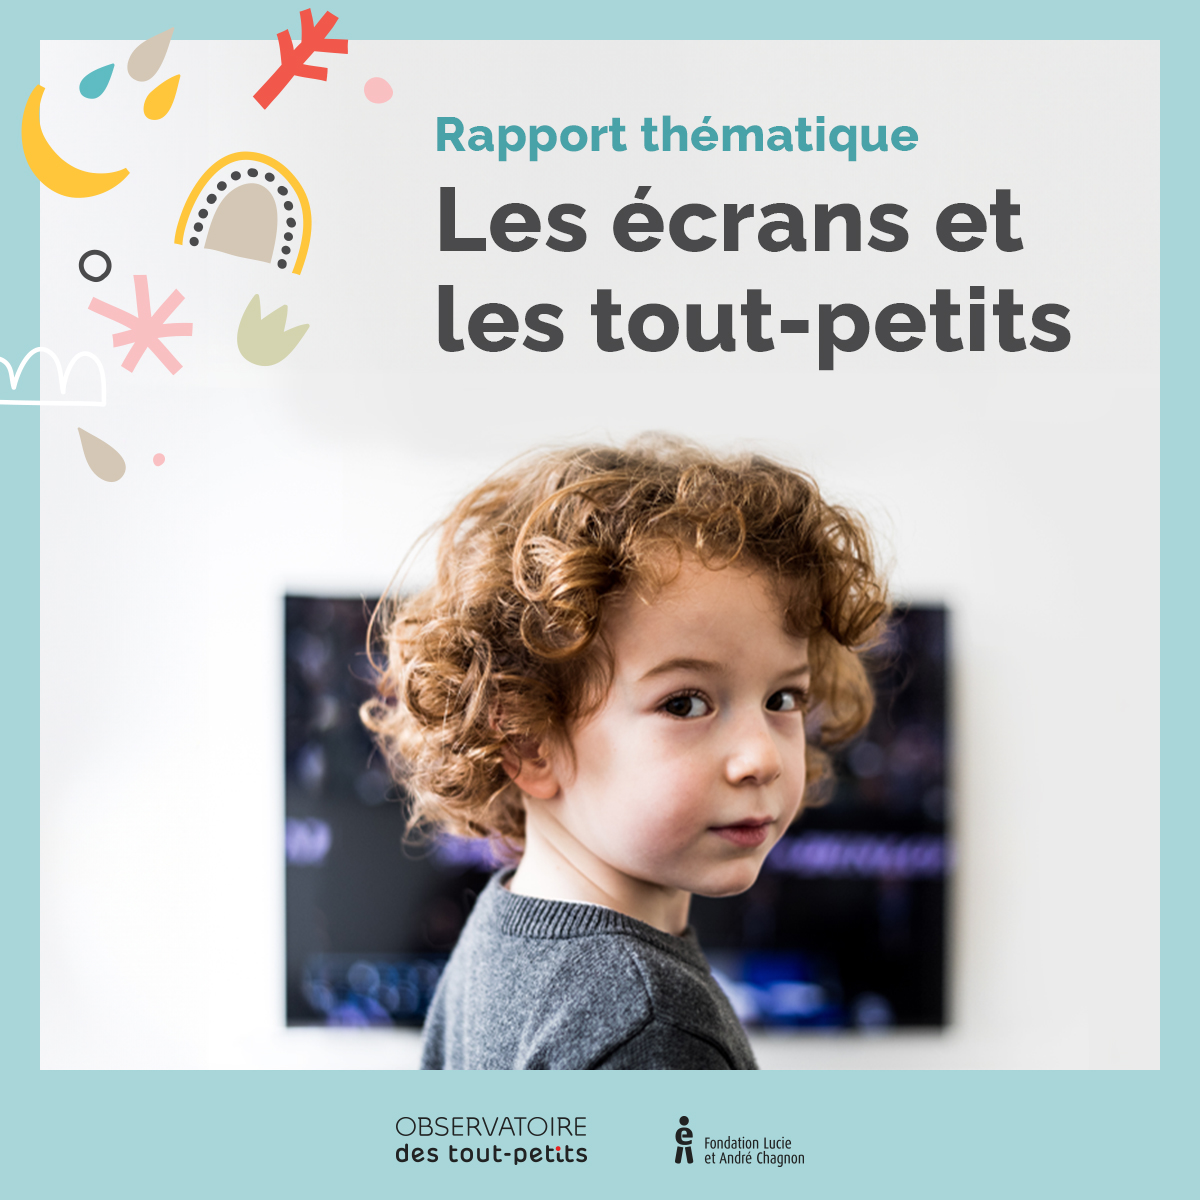 Rapport thématique
Les écrans et
les tout-petits
OBSERVATOIRE
des tout-petits
Fondation Lucie
et André Chagnon